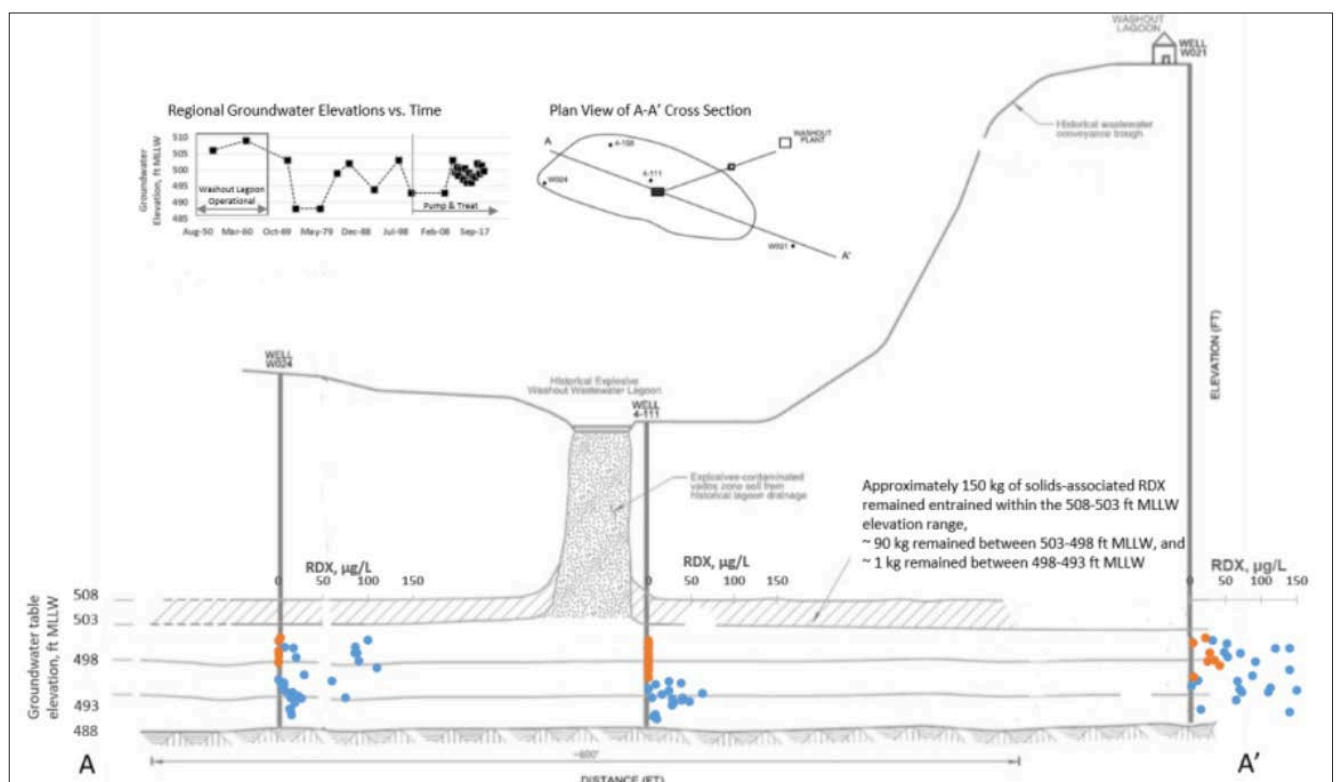 WASHOUT
LAGOON
WELL
W021
Regional Groundwater Elevations vs. Time
Groundwater
Elevation, ft MLLW
510
505
500
495
490
485
Washout Lagoon
Operational
Pump & Treat
Aug-50 Mar-60 Oct-69 May-79 Dec-88 Jul-98 Feb-08 Sep-17
Plan View of A-A' Cross Section
A
4-108
WASHOUT
PLANT
W024
4-111
W021
A'
Historical wastewater
conveyance trough
WELL
W024
Historical Explosive
Washout Wastewater Lagoon
WELL
4-111
ELEVATION (FT)
Explosives-contaminated
vados zone soil from
historical lagoon drainage
Approximately 150 kg of solids-associated RDX
remained entrained within the 508-503 ft MLLW
elevation range,
~ 90 kg remained between 503-498 ft MLLW, and
~ 1 kg remained between 498-493 ft MLLW
RDX, µg/L
0 50 100
RDX, µg/L
0 50 100 150
RDX, µg/L
0 50 100 150
Groundwater table
elevation, ft MLLW
508
503
498
493
488
A
~600'
A'
DISTANCE (FT)